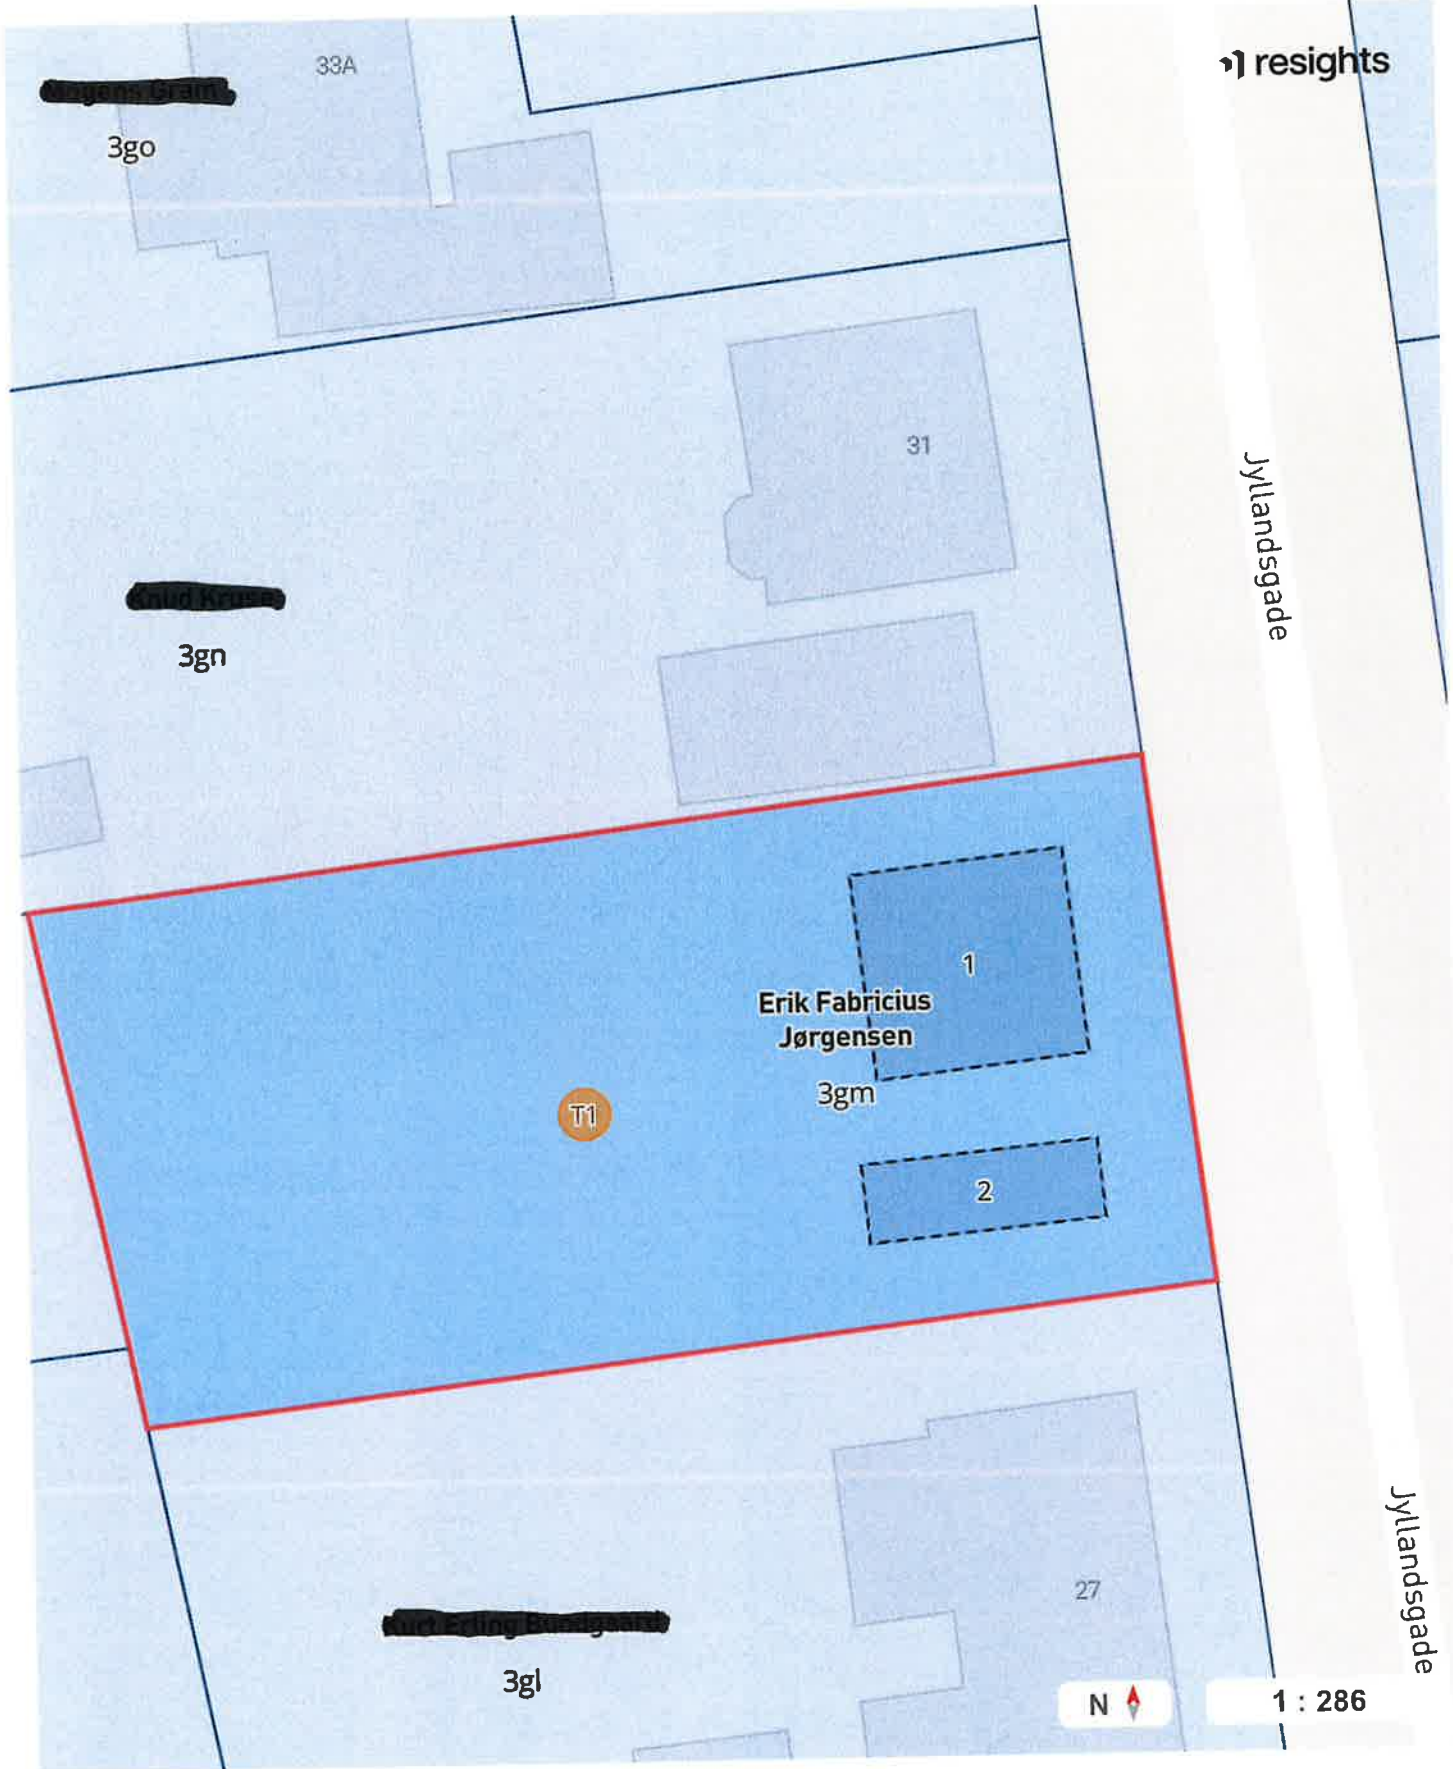 33A
resights
3go
31
Jyllandsgade
3gn
1
Erik Fabricius
Jørgensen
3gm
T1
2
27
Jyllandsgade
3gl
N
1 : 286